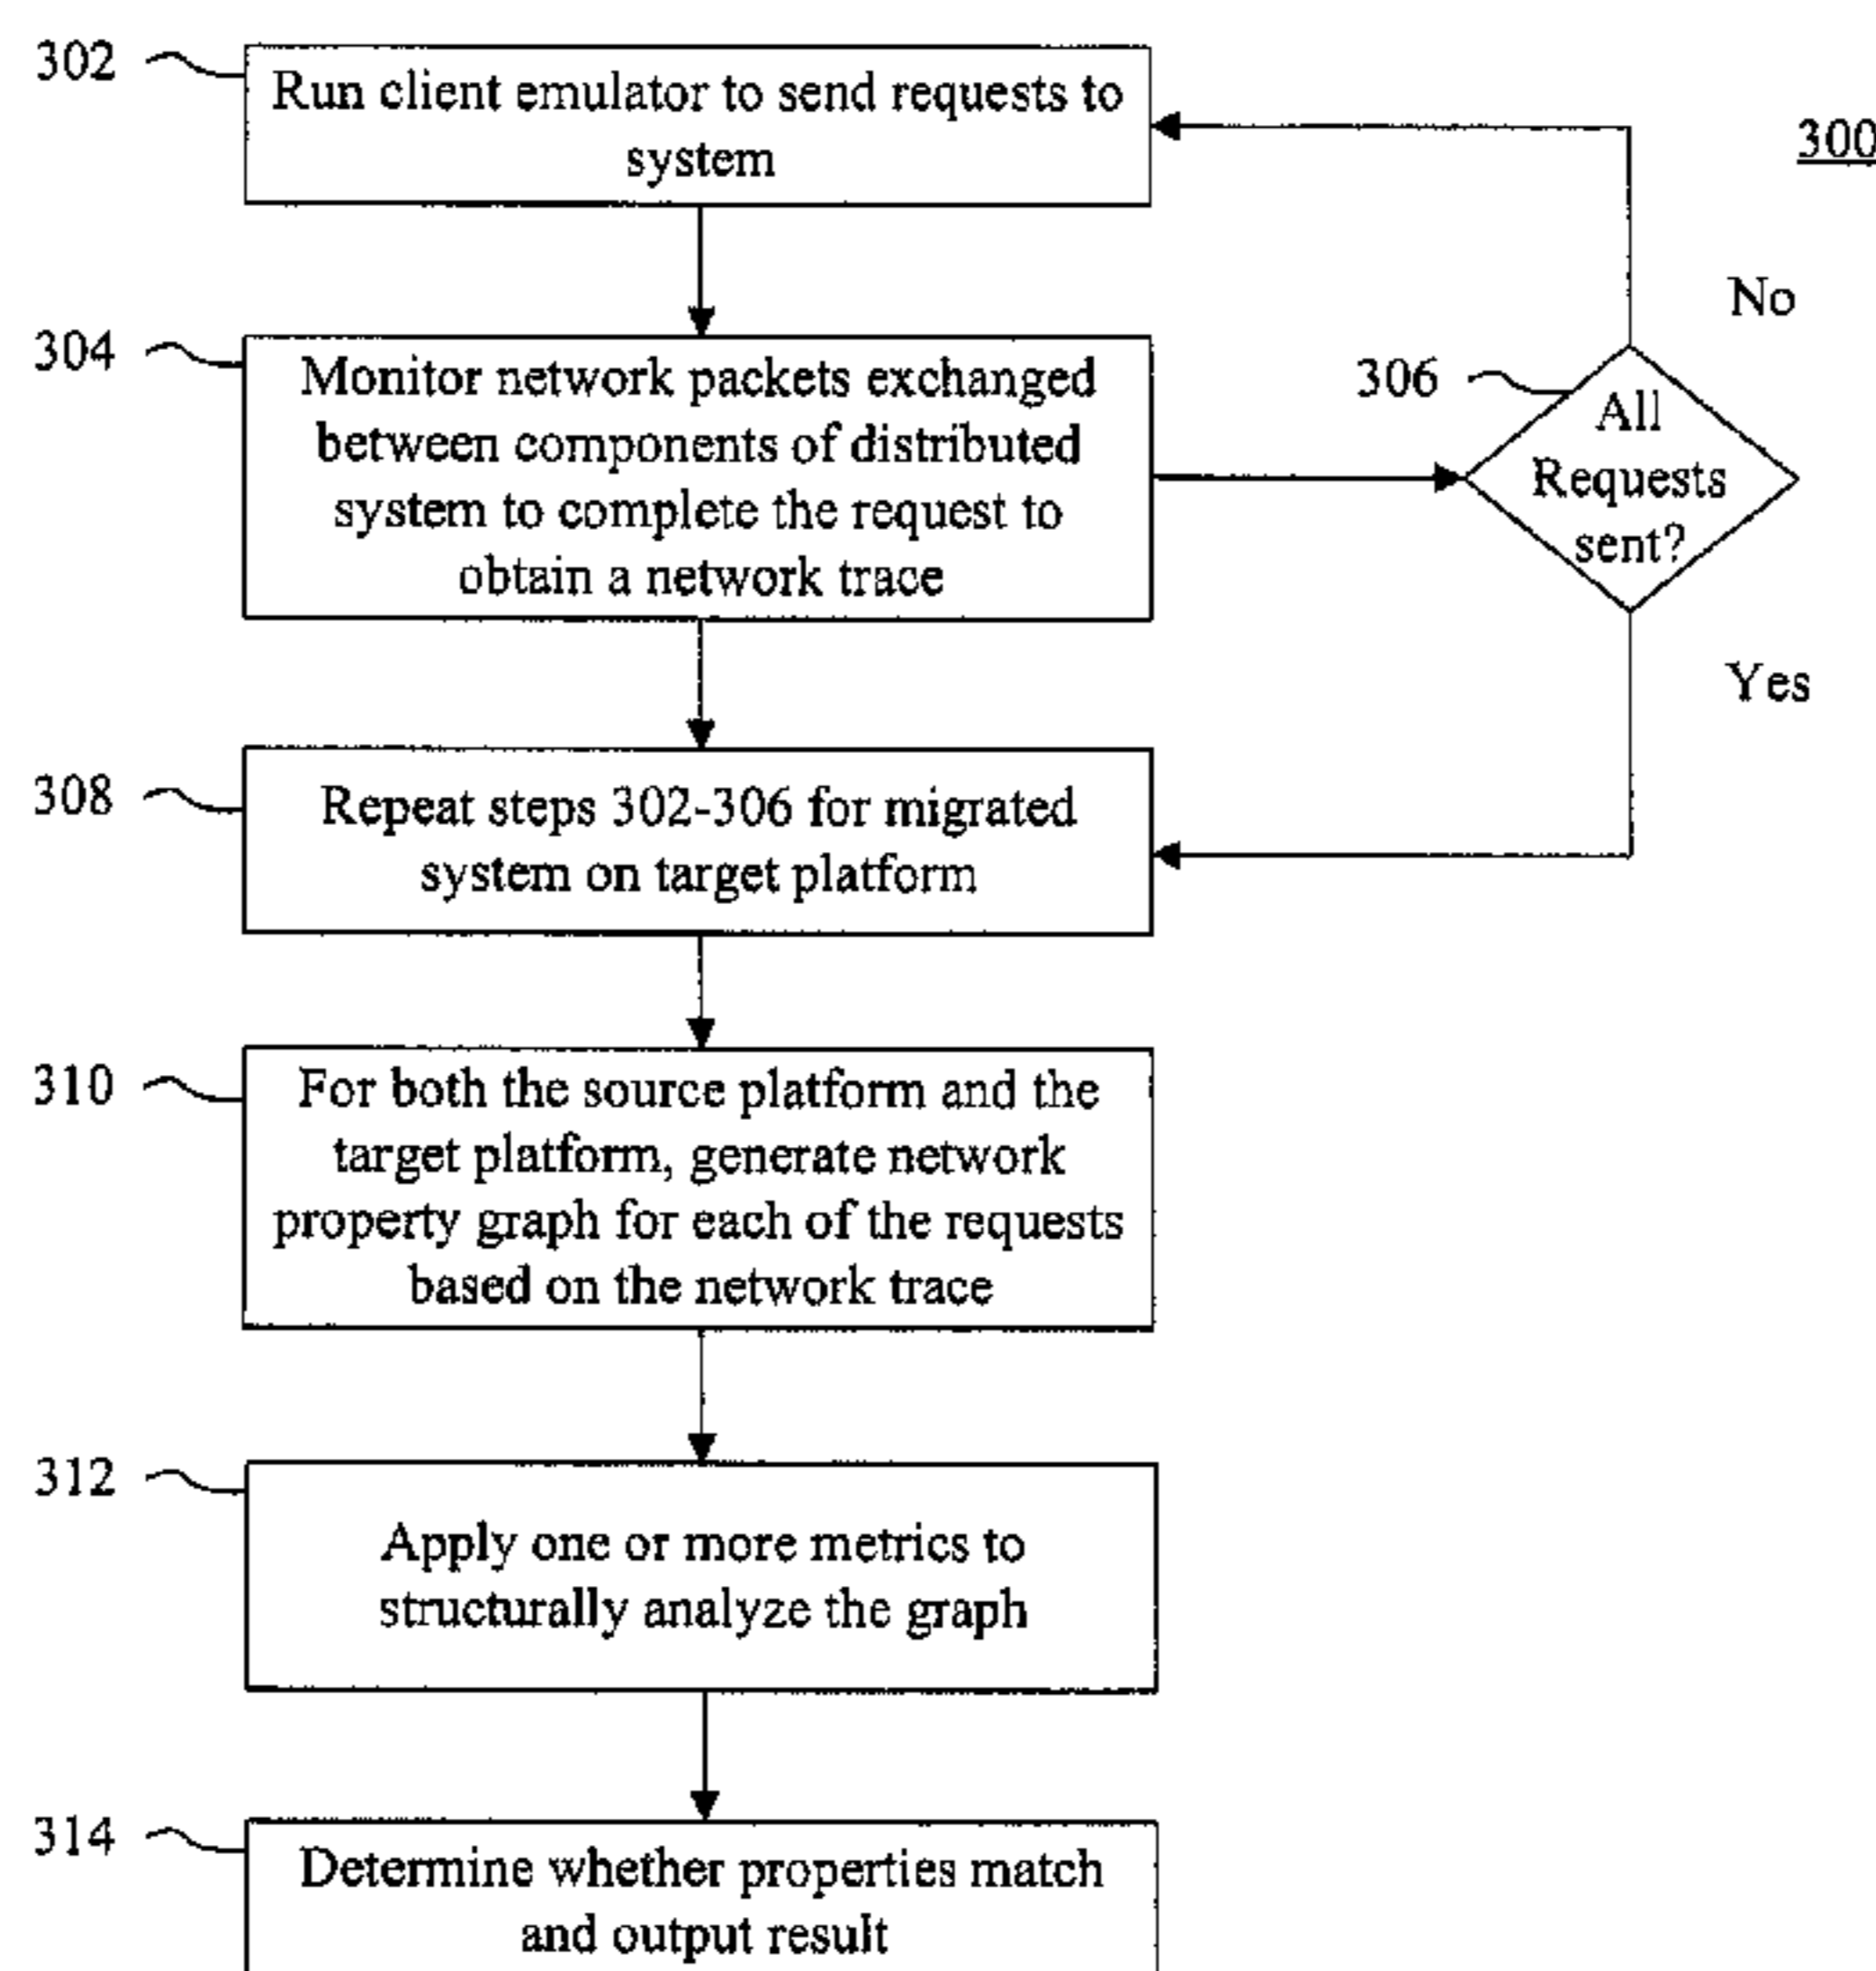 302
Run client emulator to send requests to
system
300
No
304
Monitor network packets exchanged
between components of distributed
system to complete the request to
obtain a network trace
306
All
Requests
sent?
Yes
308
Repeat steps 302-306 for migrated
system on target platform
310
For both the source platform and the
target platform, generate network
property graph for each of the requests
based on the network trace
312
Apply one or more metrics to
structurally analyze the graph
314
Determine whether properties match
and output result